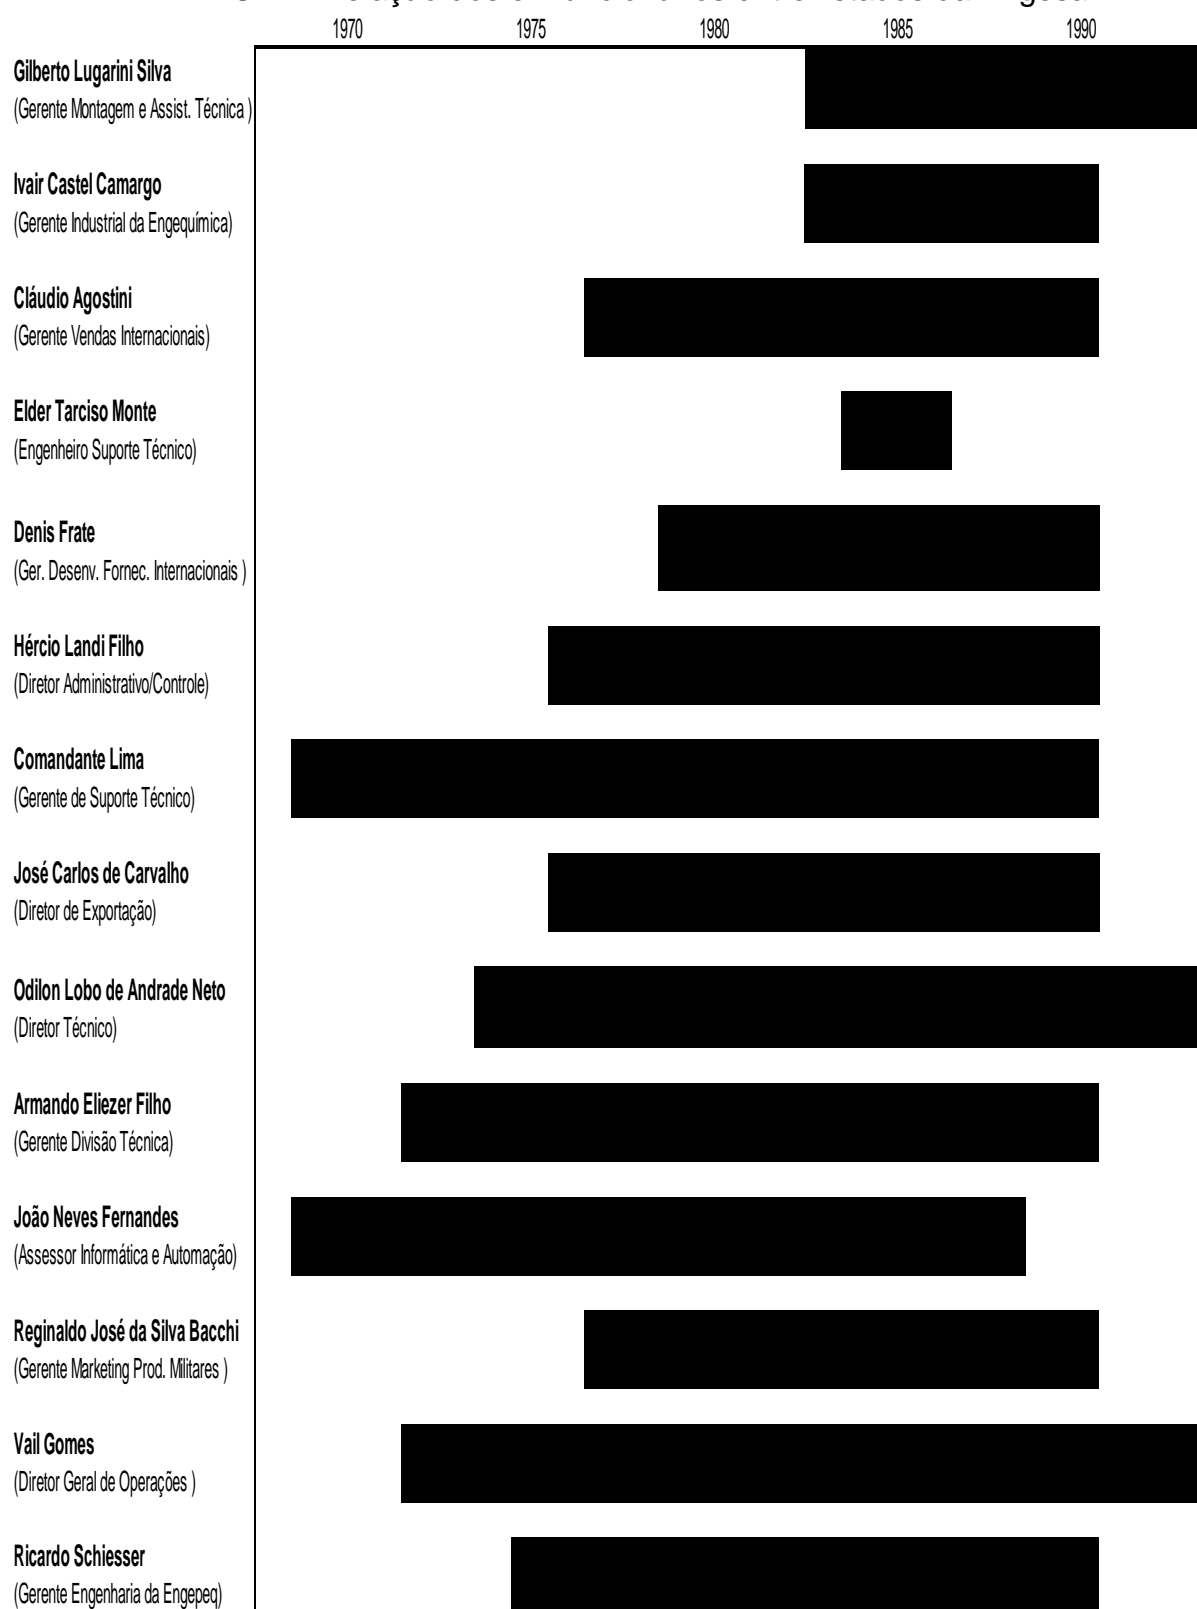 1970 1975 1980 1985 1990
Gilberto Lugarini Silva
(Gerente Montagem e Assist. Técnica )
Ivair Castel Camargo
(Gerente Industrial da Engequímica)
Cláudio Agostini
(Gerente Vendas Internacionais)
Elder Tarciso Monte
(Engenheiro Suporte Técnico)
Denis Frate
(Ger. Desenv. Fornec. Internacionais )
Hércio Landi Filho
(Diretor Administrativo/Controle)
Comandante Lima
(Gerente de Suporte Técnico)
José Carlos de Carvalho
(Diretor de Exportação)
Odilon Lobo de Andrade Neto
(Diretor Técnico)
Armando Eliezer Filho
(Gerente Divisão Técnica)
João Neves Fernandes
(Assessor Informática e Automação)
Reginaldo José da Silva Bacchi
(Gerente Marketing Prod. Militares )
Vail Gomes
(Diretor Geral de Operações )
Ricardo Schiesser
(Gerente Engenharia da Engepeq)